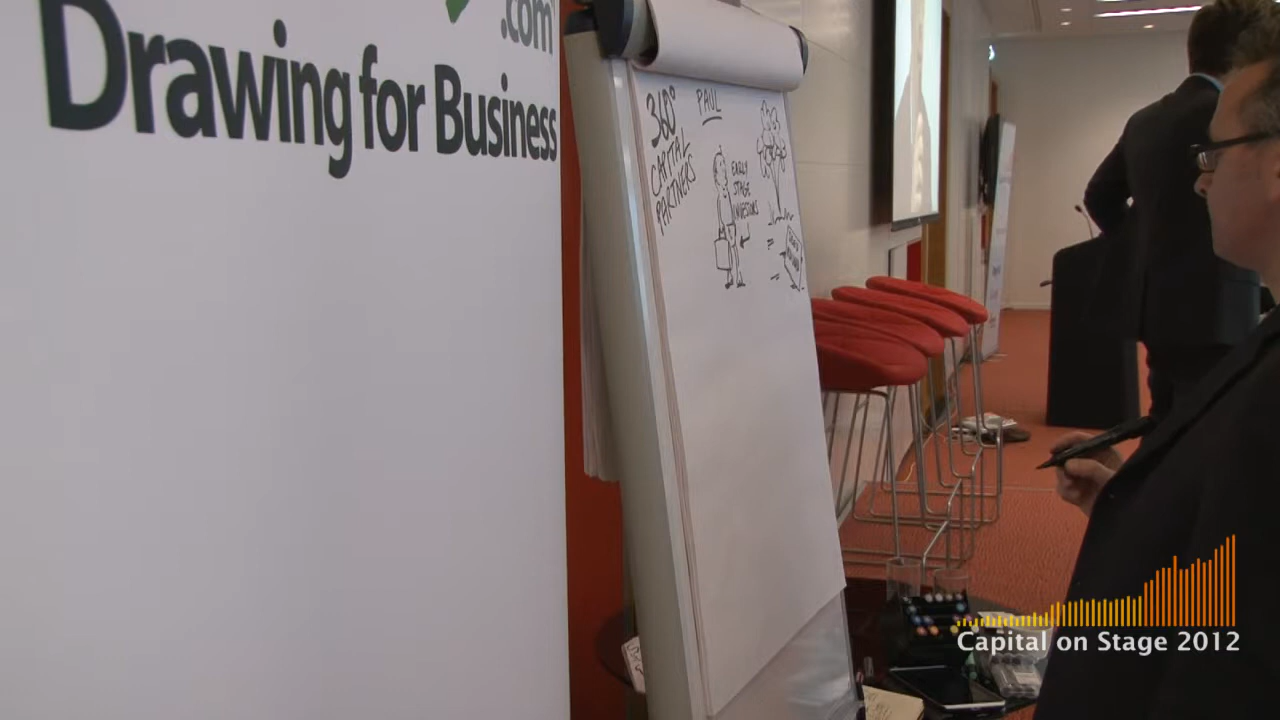 .com
Drawing for Business
360°
CAPITAL
PARTNERS
PAUL
EARLY
STAGE
INVESTORS
Capital on Stage 2012